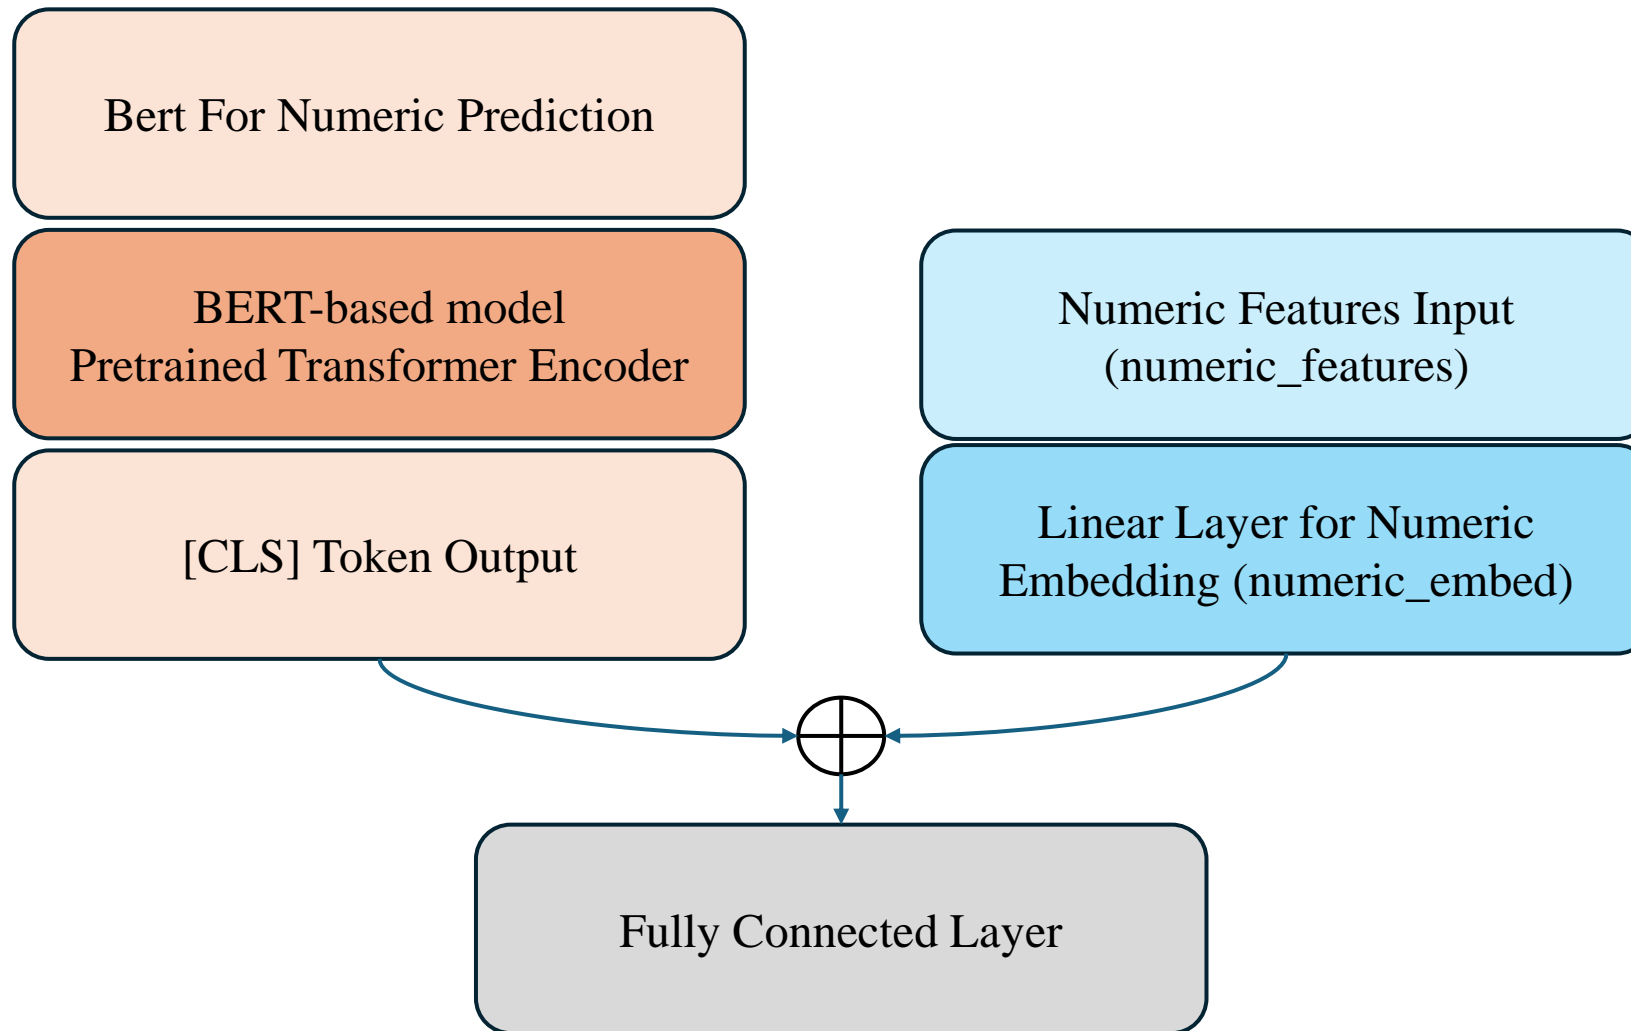 Bert For Numeric Prediction
BERT-based model
Pretrained Transformer Encoder
[CLS] Token Output
Numeric Features Input
(numeric_features)
Linear Layer for Numeric
Embedding (numeric_embed)
Fully Connected Layer